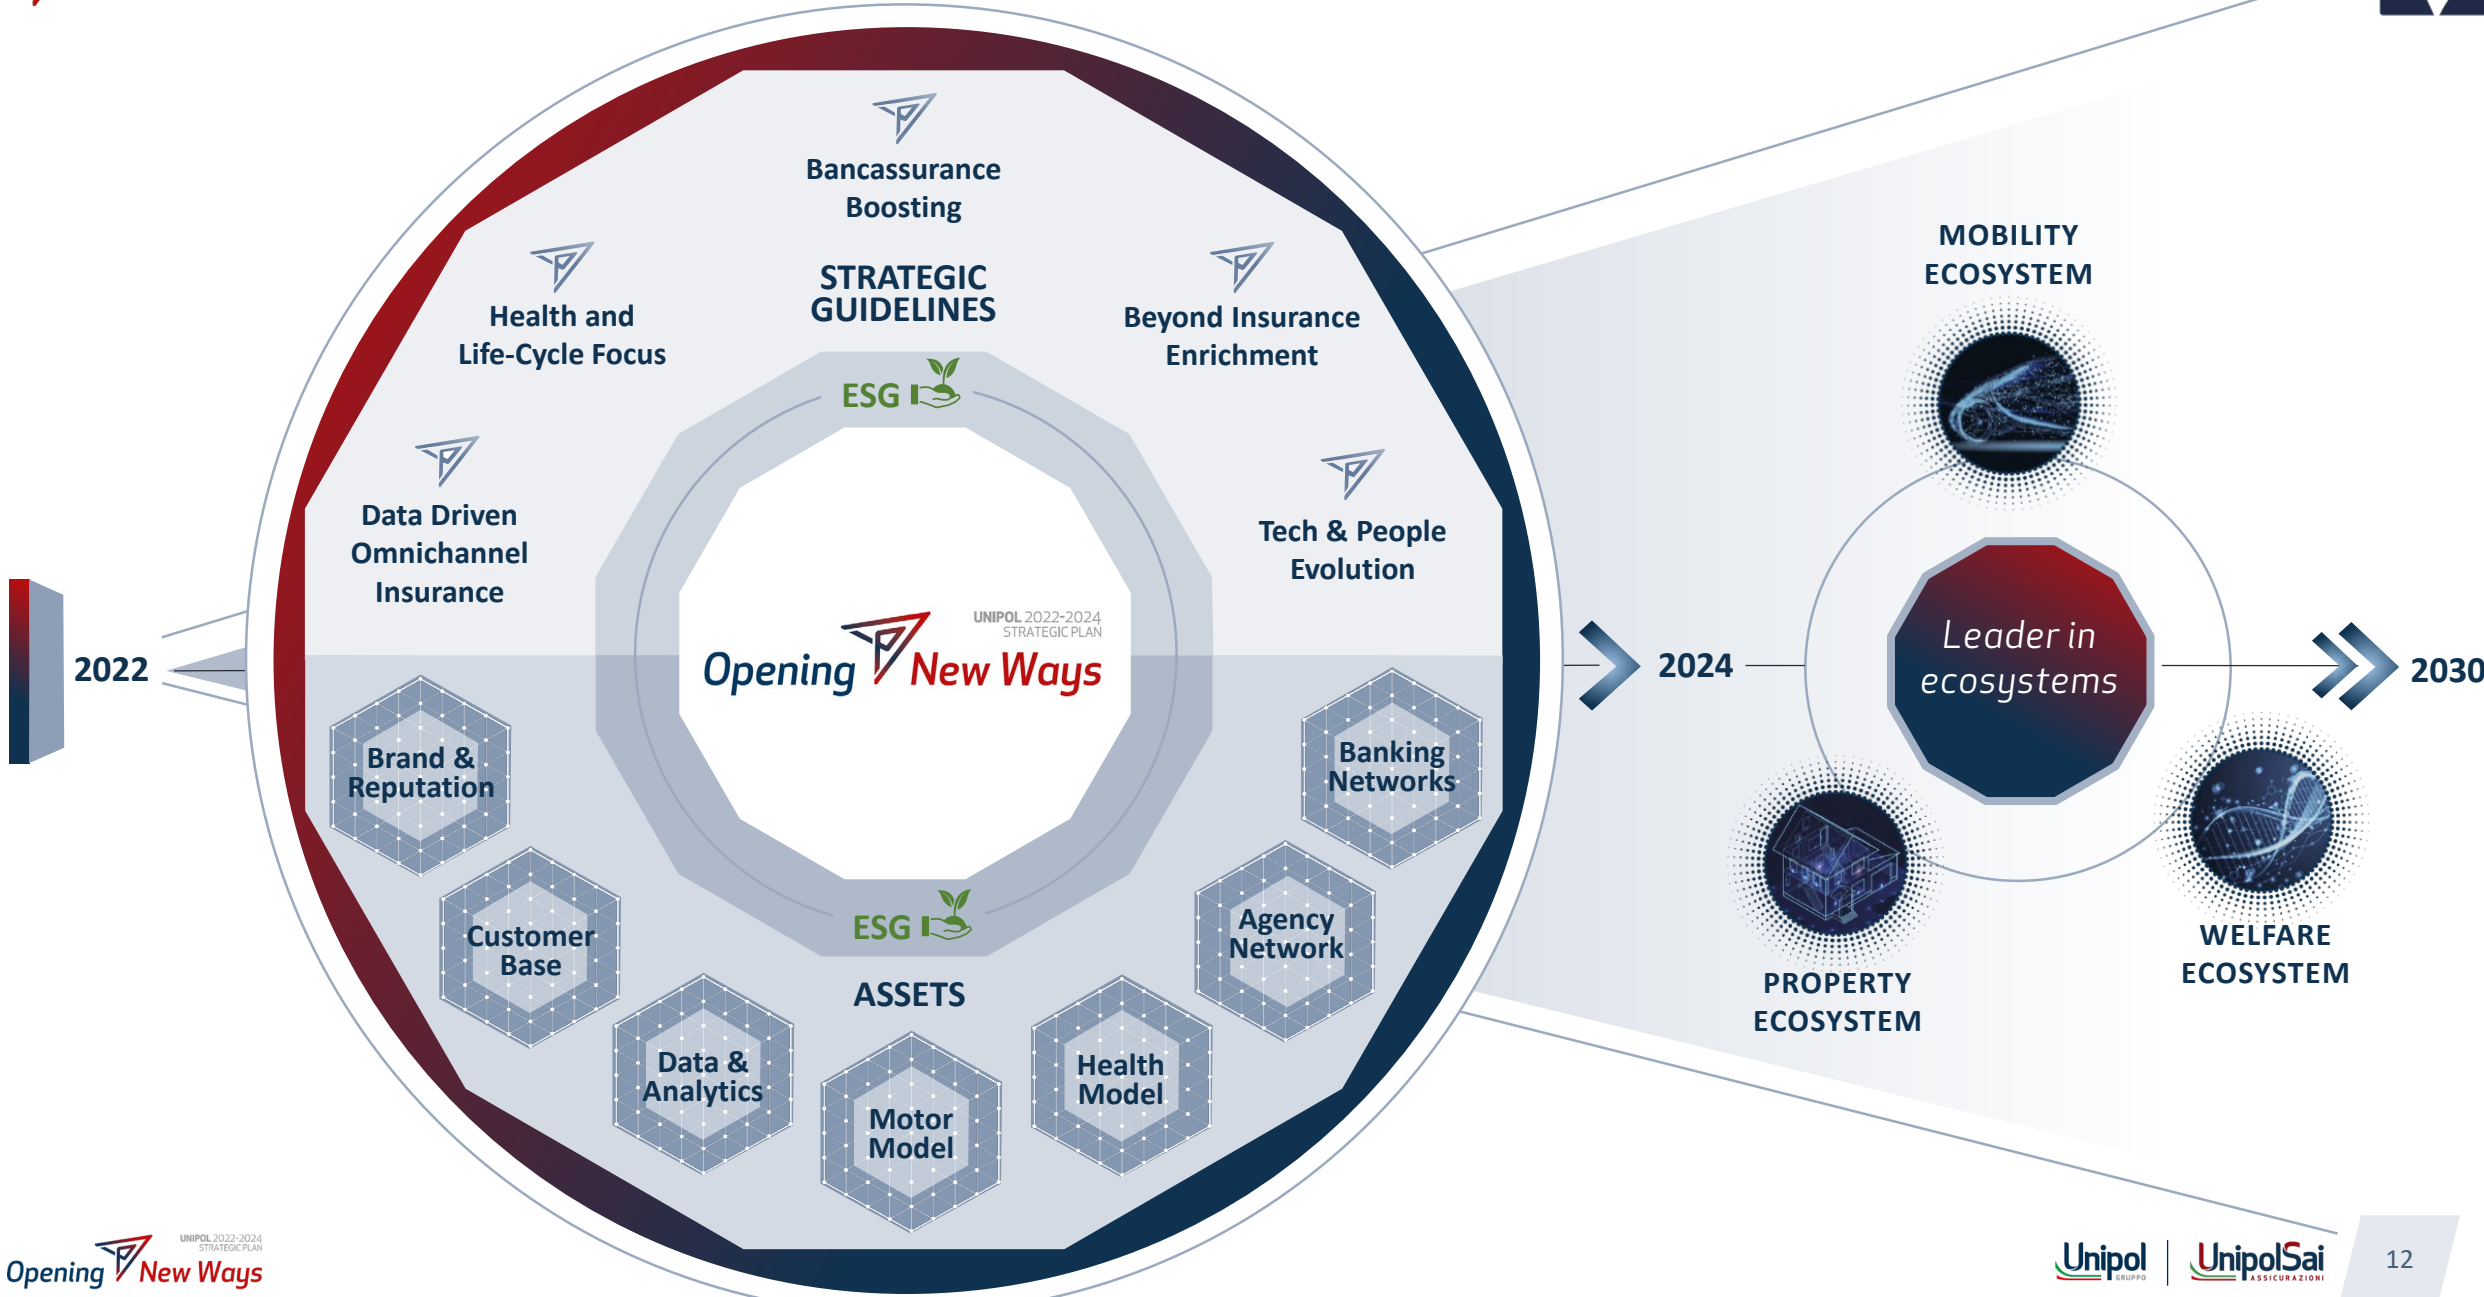 Bancassurance
Boosting
Health and
Life-Cycle Focus
STRATEGIC
GUIDELINES
Beyond Insurance
Enrichment
ESG
Data Driven
Omnichannel
Insurance
Tech & People
Evolution
UNIPOL 2022-2024
STRATEGIC PLAN
Opening New Ways
2022
Brand &
Reputation
Customer
Base
Data &
Analytics
Motor
Model
Health
Model
Agency
Network
Banking
Networks
ESG
ASSETS
2024
MOBILITY
ECOSYSTEM
Leader in
ecosystems
2030
PROPERTY
ECOSYSTEM
WELFARE
ECOSYSTEM
UNIPOL 2022-2024
STRATEGIC PLAN
Opening New Ways
Unipol
GRUPPO
UnipolSai
ASSICURAZIONI
12